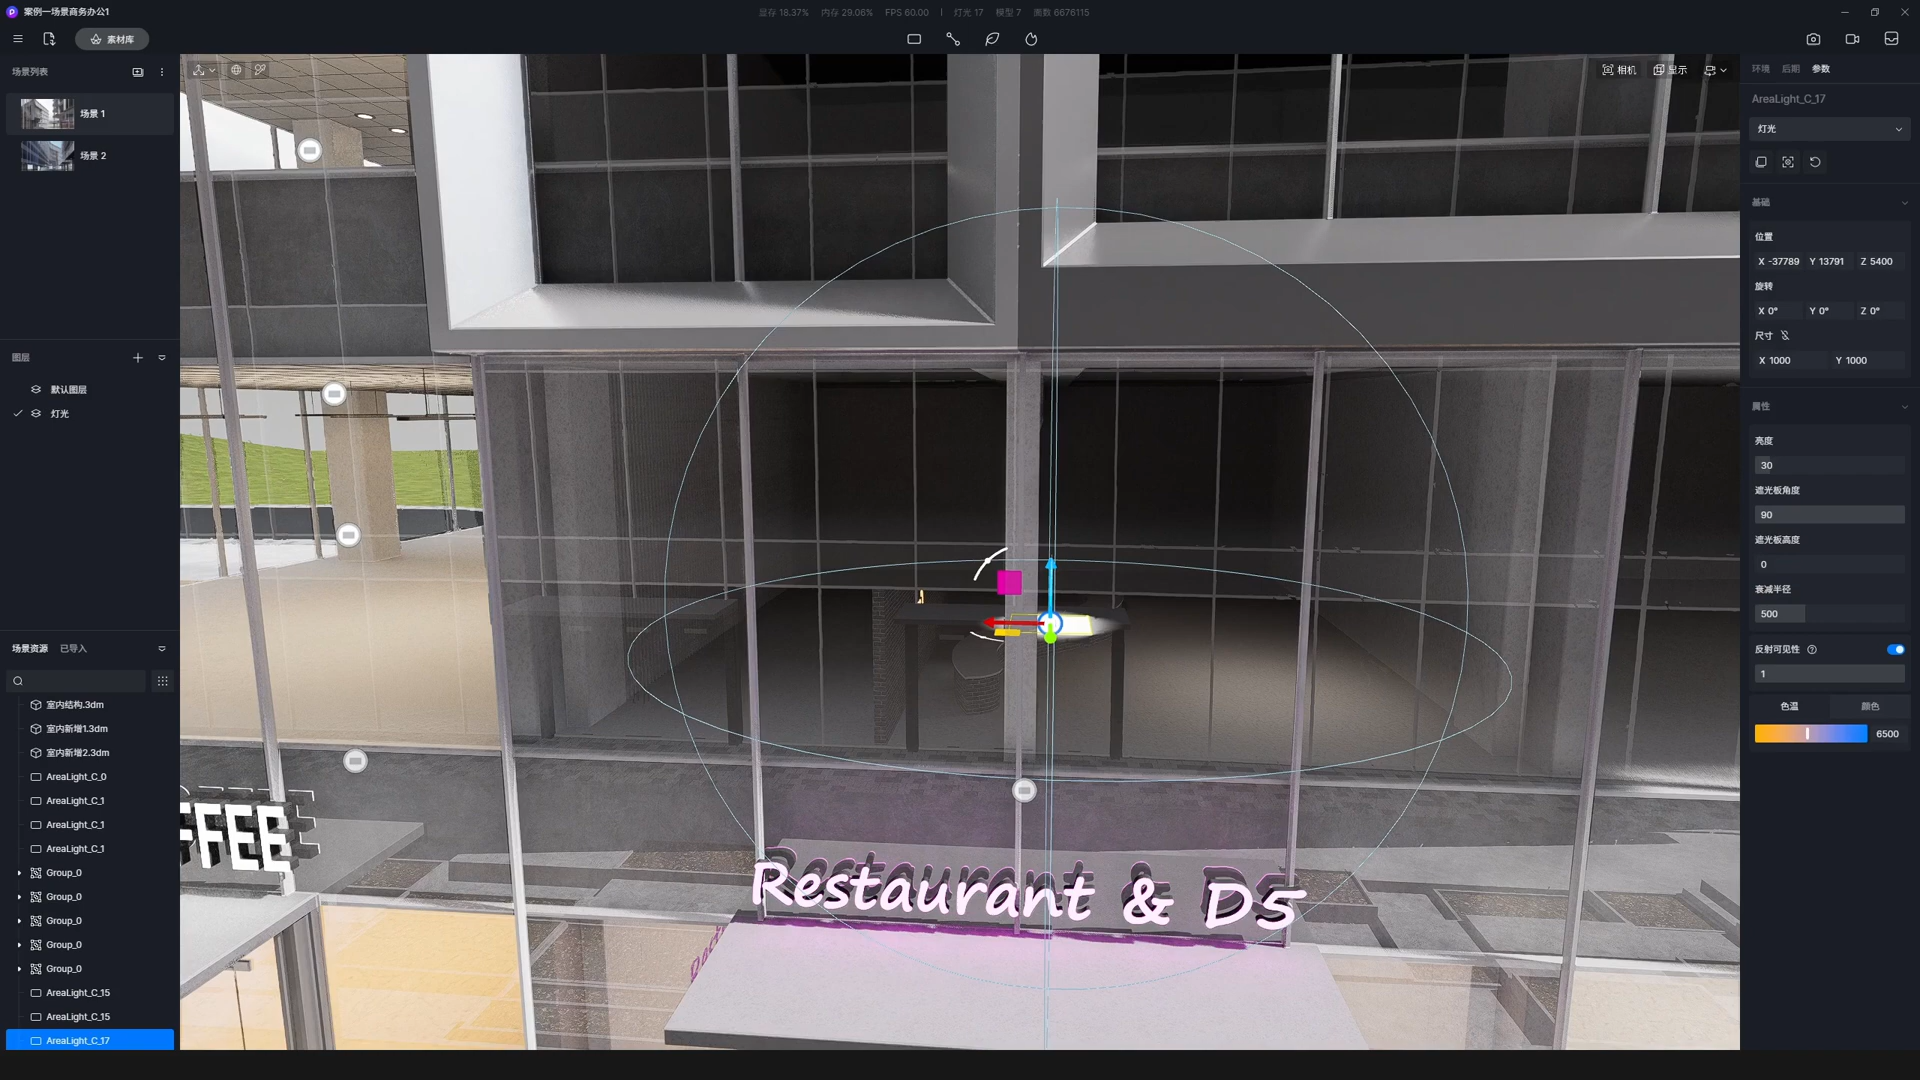 案例一场景商务办公1
显存 18.37% 内存 29.06% FPS 60.00 | 灯光 17 模型 7 面数 6676115
素材库
场景列表
场景 1
场景 2
图层
默认图层
灯光
场景资源 已导入
室内结构.3dm
室内新增1.3dm
室内新增2.3dm
AreaLight_C_0
AreaLight_C_1
AreaLight_C_1
AreaLight_C_1
Group_0
Group_0
Group_0
Group_0
Group_0
AreaLight_C_15
AreaLight_C_15
AreaLight_C_17
相机 显示
FFEE
Restaurant & D5
环境 后期 参数
AreaLight_C_17
灯光
基础
位置
X -37789 Y 13791 Z 5400
旋转
X 0° Y 0° Z 0°
尺寸
X 1000 Y 1000
属性
亮度
30
遮光板角度
90
遮光板高度
0
衰减半径
500
反射可见性
1
色温 颜色
6500